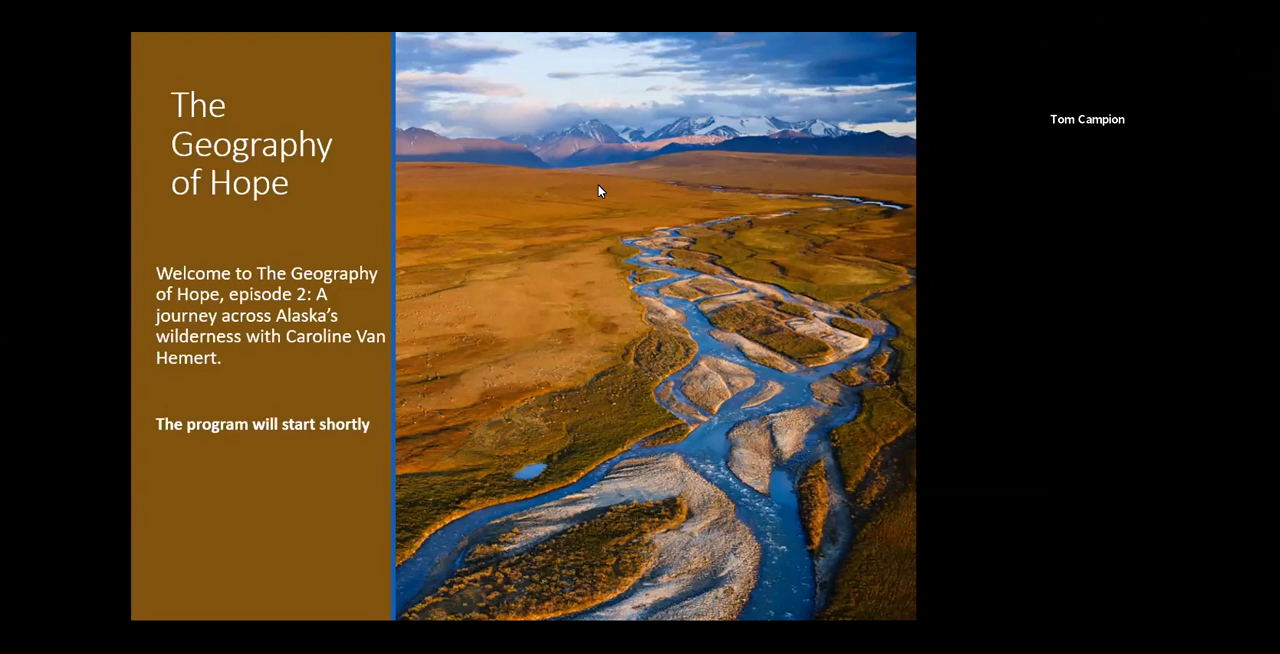 The
Geography
of Hope
Welcome to The Geography
of Hope, episode 2: A
journey across Alaska’s
wilderness with Caroline Van
Hemert.
The program will start shortly
Tom Campion